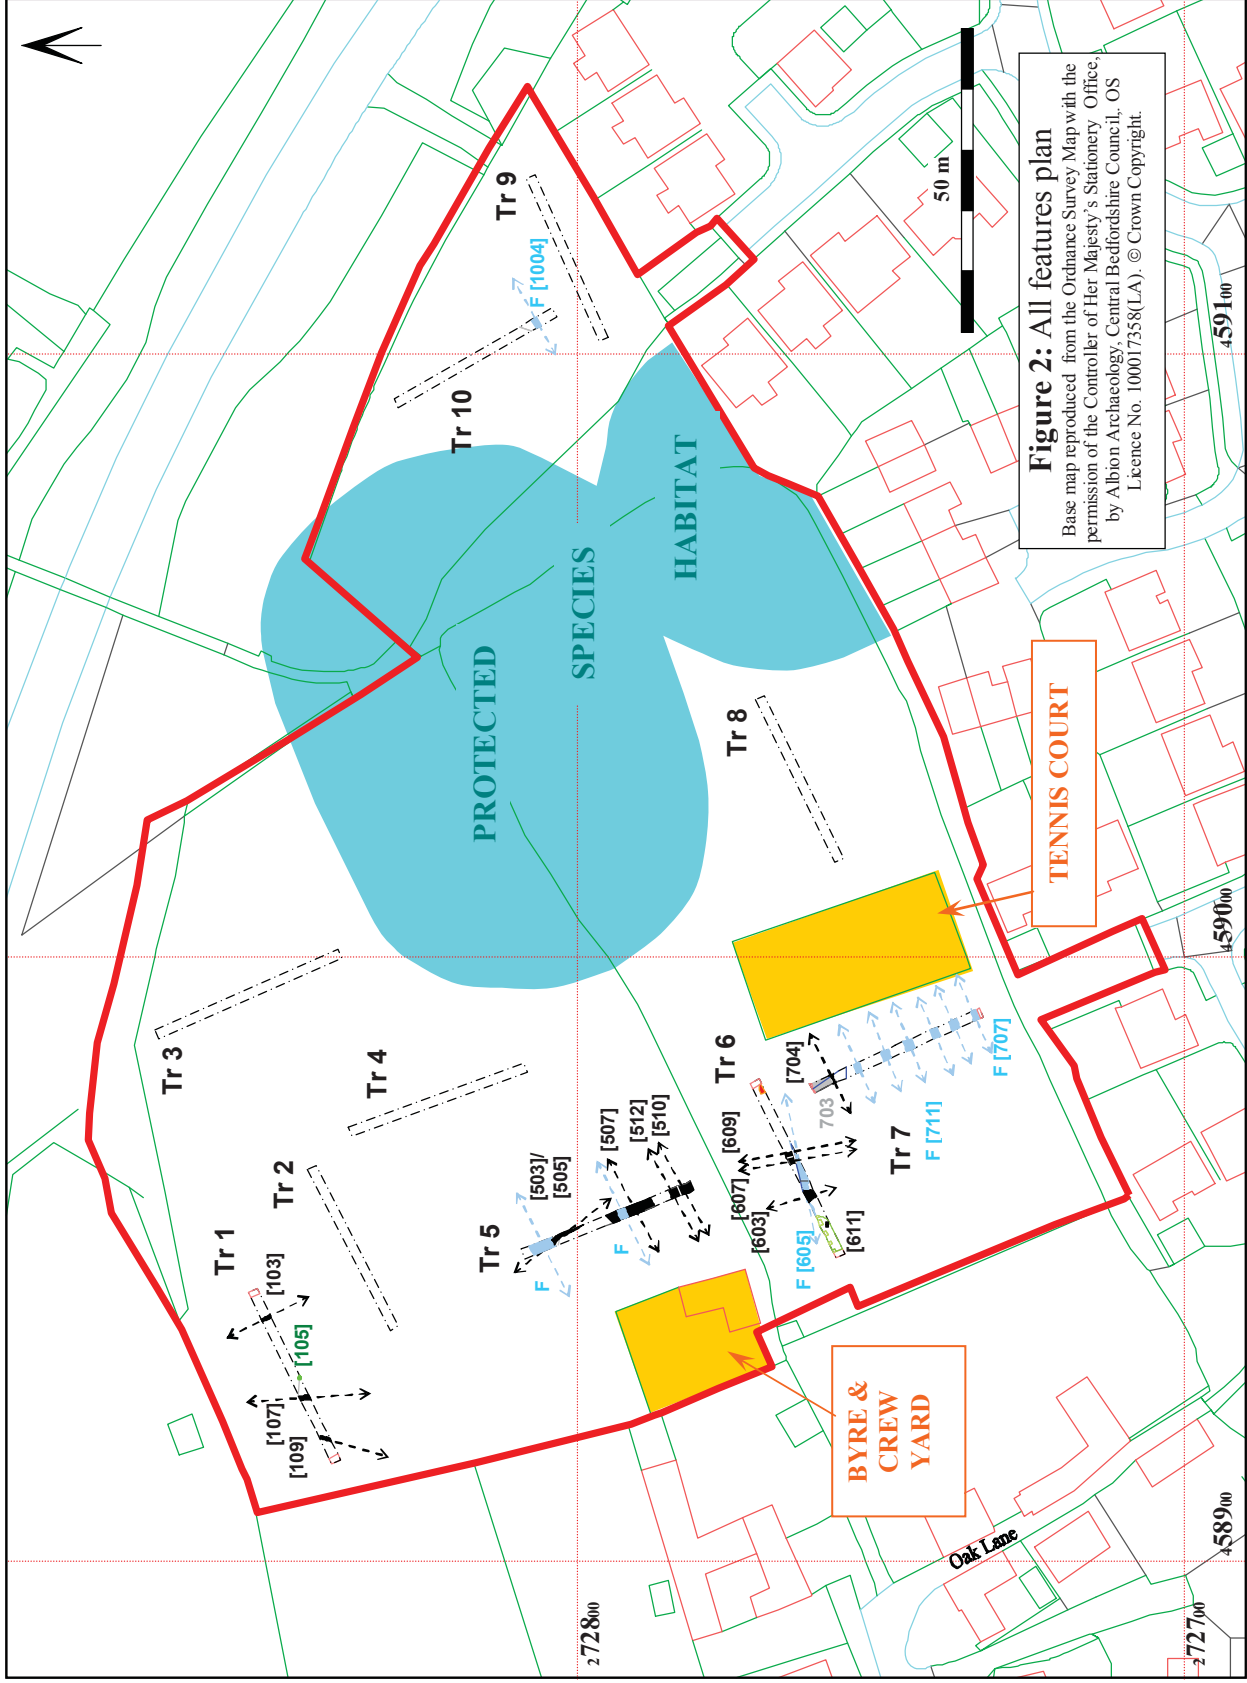 Tr 1
[103]
[105]
[107]
[109]
Tr 2
Tr 3
Tr 4
Tr 5
F
[503]/
[505]
F
[507]
[512]
[510]
Tr 6
[609]
[607]
[603]
F [605]
[611]
Tr 7
[704]
703
F [711]
F [707]
Tr 8
Tr 9
Tr 10
F [1004]
PROTECTED
SPECIES
HABITAT
BYRE &
CREW
YARD
TENNIS COURT
Oak Lane
50 m
272800
272700
458900
459000
459100
Figure 2: All features plan
Base map reproduced from the Ordnance Survey Map with the
permission of the Controller of Her Majesty's Stationery Office,
by Albion Archaeology, Central Bedfordshire Council, OS
Licence No. 100017358(LA). © Crown Copyright.